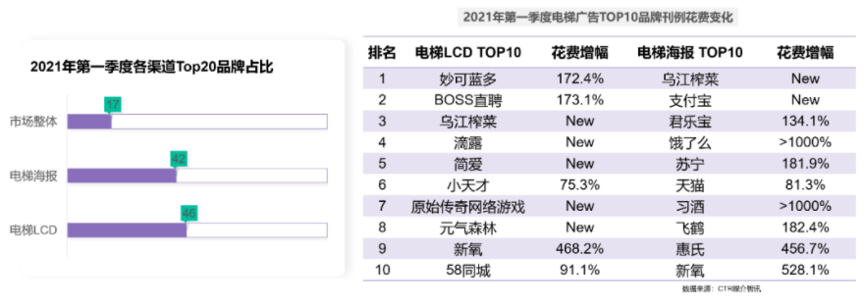 2021年第一季度各渠道Top20品牌占比
市场整体 17
电梯海报 42
电梯LCD 46
2021年第一季度电梯广告TOP10品牌刊例花费变化
排名 电梯LCD TOP10 花费增幅 电梯海报 TOP10 花费增幅
1 妙可蓝多 172.4% 乌江榨菜 New
2 BOSS直聘 173.1% 支付宝 New
3 乌江榨菜 New 君乐宝 134.1%
4 滴露 New 饿了么 >1000%
5 简爱 New 苏宁 181.9%
6 小天才 75.3% 天猫 81.3%
7 原始传奇网络游戏 New 习酒 >1000%
8 元气森林 New 飞鹤 182.4%
9 新氧 468.2% 惠氏 456.7%
10 58同城 91.1% 新氧 528.1%
数据来源：CTR媒介智讯